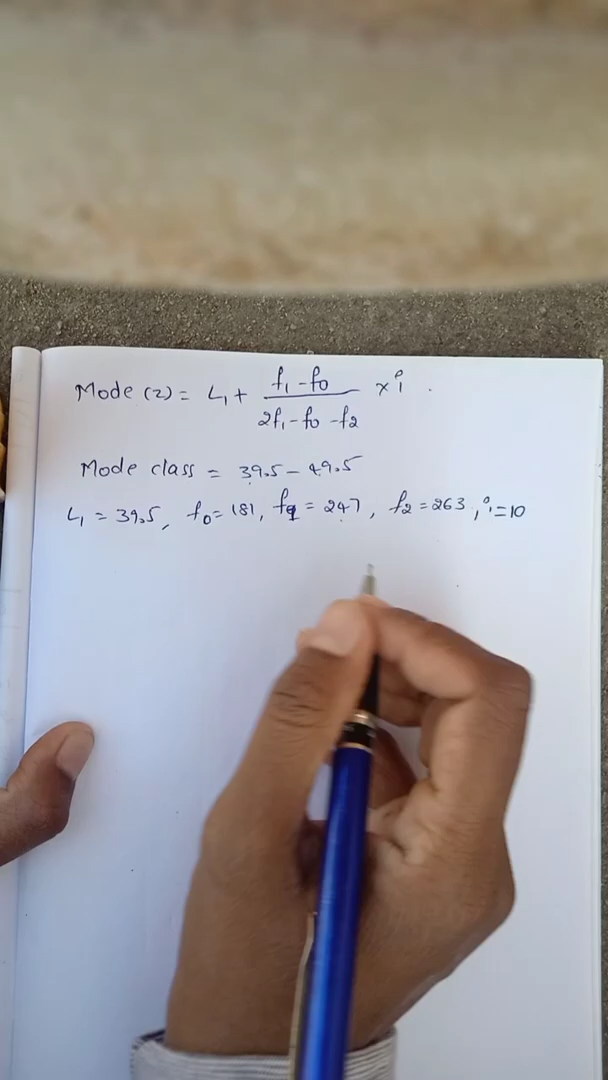 Mode (z) = L₁ + (f₁ - f₀)/(2f₁ - f₀ - f₂) × i .
Mode class = 39.5 - 49.5
L₁ = 39.5, f₀ = 181, f₁ = 247, f₂ = 263, i = 10